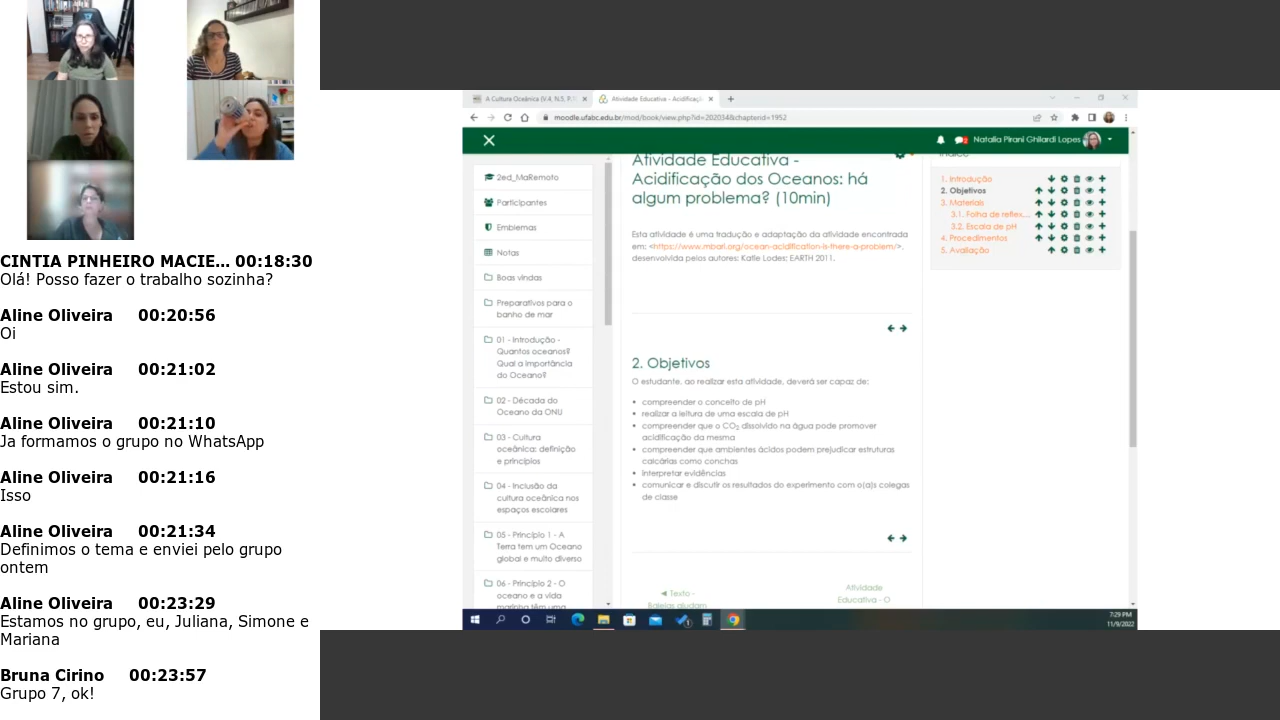 CINTIA PINHEIRO MACIE... 00:18:30
Olá! Posso fazer o trabalho sozinha?
Aline Oliveira 00:20:56
Oi
Aline Oliveira 00:21:02
Estou sim.
Aline Oliveira 00:21:10
Ja formamos o grupo no WhatsApp
Aline Oliveira 00:21:16
Isso
Aline Oliveira 00:21:34
Definimos o tema e enviei pelo grupo
ontem
Aline Oliveira 00:23:29
Estamos no grupo, eu, Juliana, Simone e
Mariana
Bruna Cirino 00:23:57
Grupo 7, ok!
A Cultura Oceânica
Atividade Educativa - Acidificaç
moodle.ufabc.edu.br/mod/book/view.php?id=202034&chapterid=1952
Natalia Pirani Ghilardi Lopes
2ed_MaRemoto
Participantes
Emblemas
Notas
Boas vindas
Preparativos para o
banho de mar
01 - Introdução -
Quantos oceanos?
Qual a importância
do Oceano?
02 - Década do
Oceano da ONU
03 - Cultura
oceânica: definição
e princípios
04 - Inclusão da
cultura oceânica nos
espaços escolares
05 - Princípio 1 - A
Terra tem um Oceano
global e muito diverso
06 - Princípio 2 - O
oceano e a vida
marinha têm uma
Atividade Educativa -
Acidificação dos Oceanos: há
algum problema? (10min)
Esta atividade é uma tradução e adaptação da atividade encontrada
em: <https://www.mbari.org/ocean-acidification-is-there-a-problem/>,
desenvolvida pelos autores: Katie Lodes; EARTH 2011.
2. Objetivos
O estudante, ao realizar esta atividade, deverá ser capaz de:
• compreender o conceito de pH
• realizar a leitura de uma escala de pH
• compreender que o CO₂ dissolvido na água pode promover
acidificação da mesma
• compreender que ambientes ácidos podem prejudicar estruturas
calcárias como conchas
• interpretar evidências
• comunicar e discutir os resultados do experimento com o(a)s colegas
de classe
◄ Texto -
Baleias ajudam
Atividade
Educativa - O
1. Introdução
2. Objetivos
3. Materiais
3.1. Folha de reflex...
3.2. Escala de pH
4. Procedimentos
5. Avaliação
7:29 PM
11/9/2022